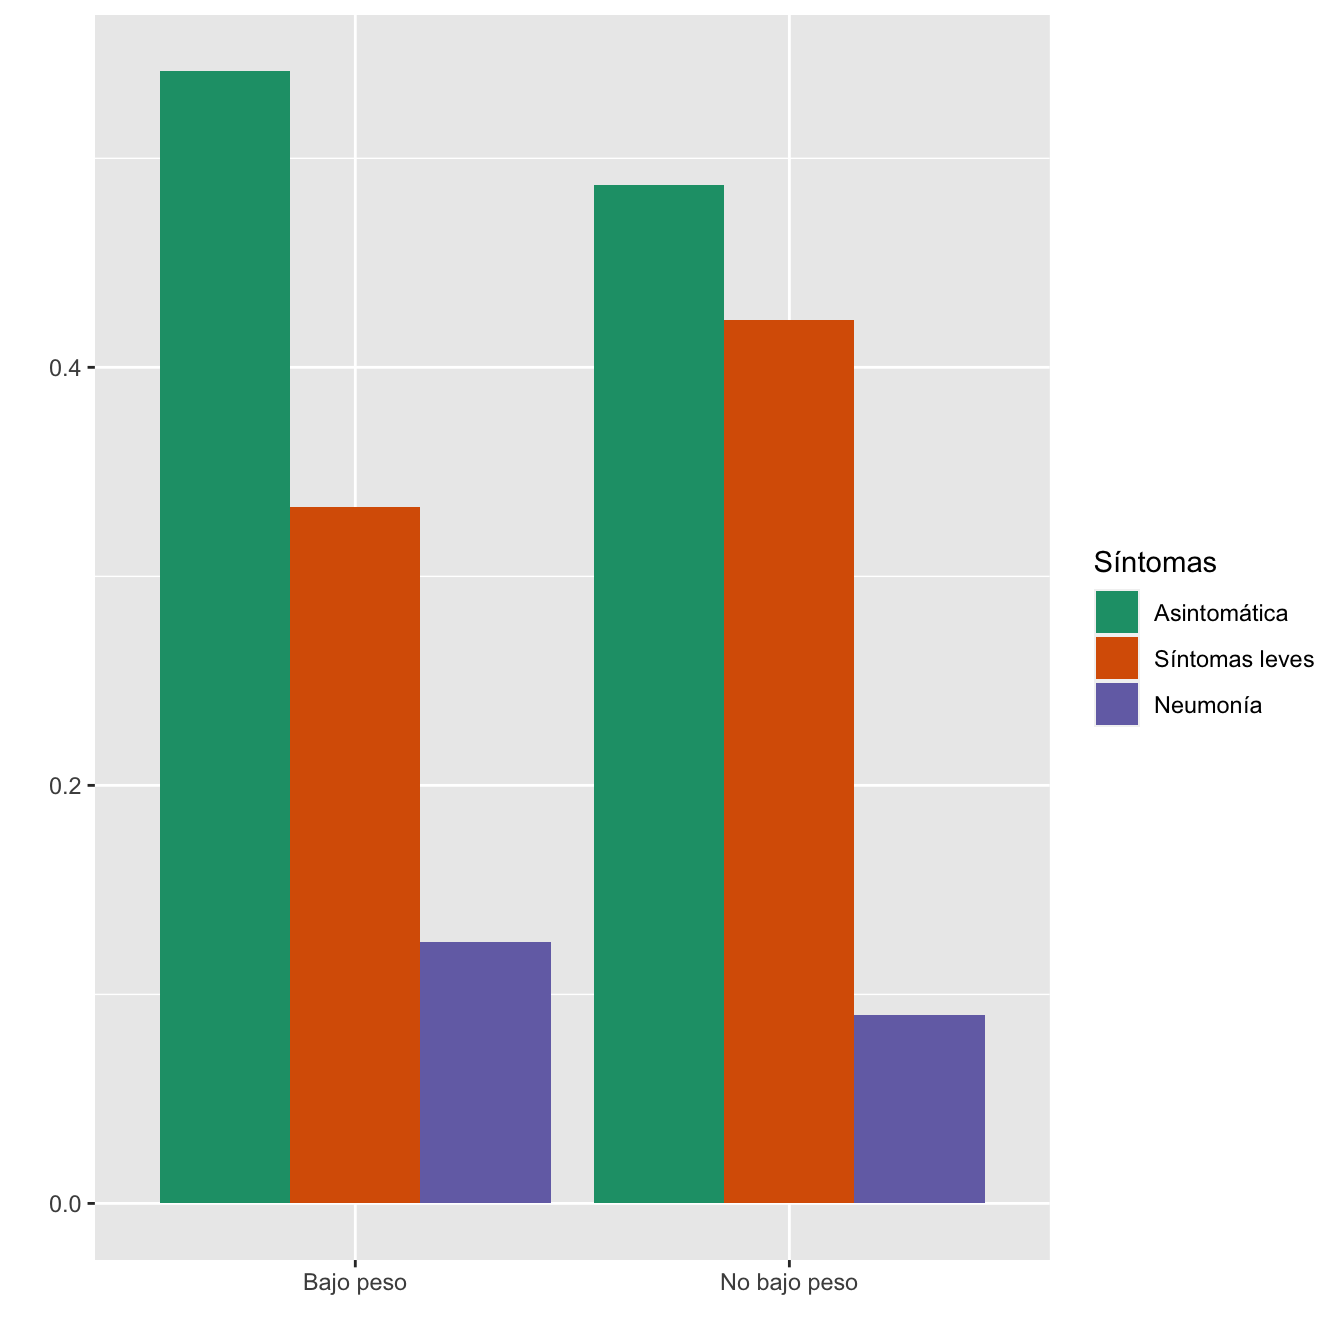 0.4
0.2
0.0
Bajo peso
No bajo peso
Síntomas
Asintomática
Síntomas leves
Neumonía